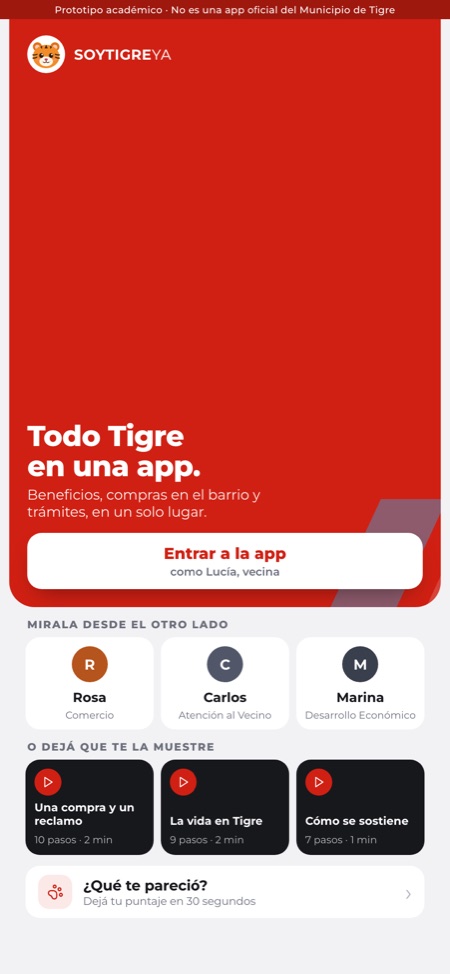 Prototipo académico · No es una app oficial del Municipio de Tigre
SOYTIGREYA
Todo Tigre
en una app.
Beneficios, compras en el barrio y
trámites, en un solo lugar.
Entrar a la app
como Lucía, vecina
MIRALA DESDE EL OTRO LADO
R
C
M
Rosa
Carlos
Marina
Comercio
Atención al Vecino
Desarrollo Económico
O DEJÁ QUE TE LA MUESTRE
Una compra y un
reclamo
La vida en Tigre
Cómo se sostiene
10 pasos · 2 min
9 pasos · 2 min
7 pasos · 1 min
¿Qué te pareció?
Dejá tu puntaje en 30 segundos